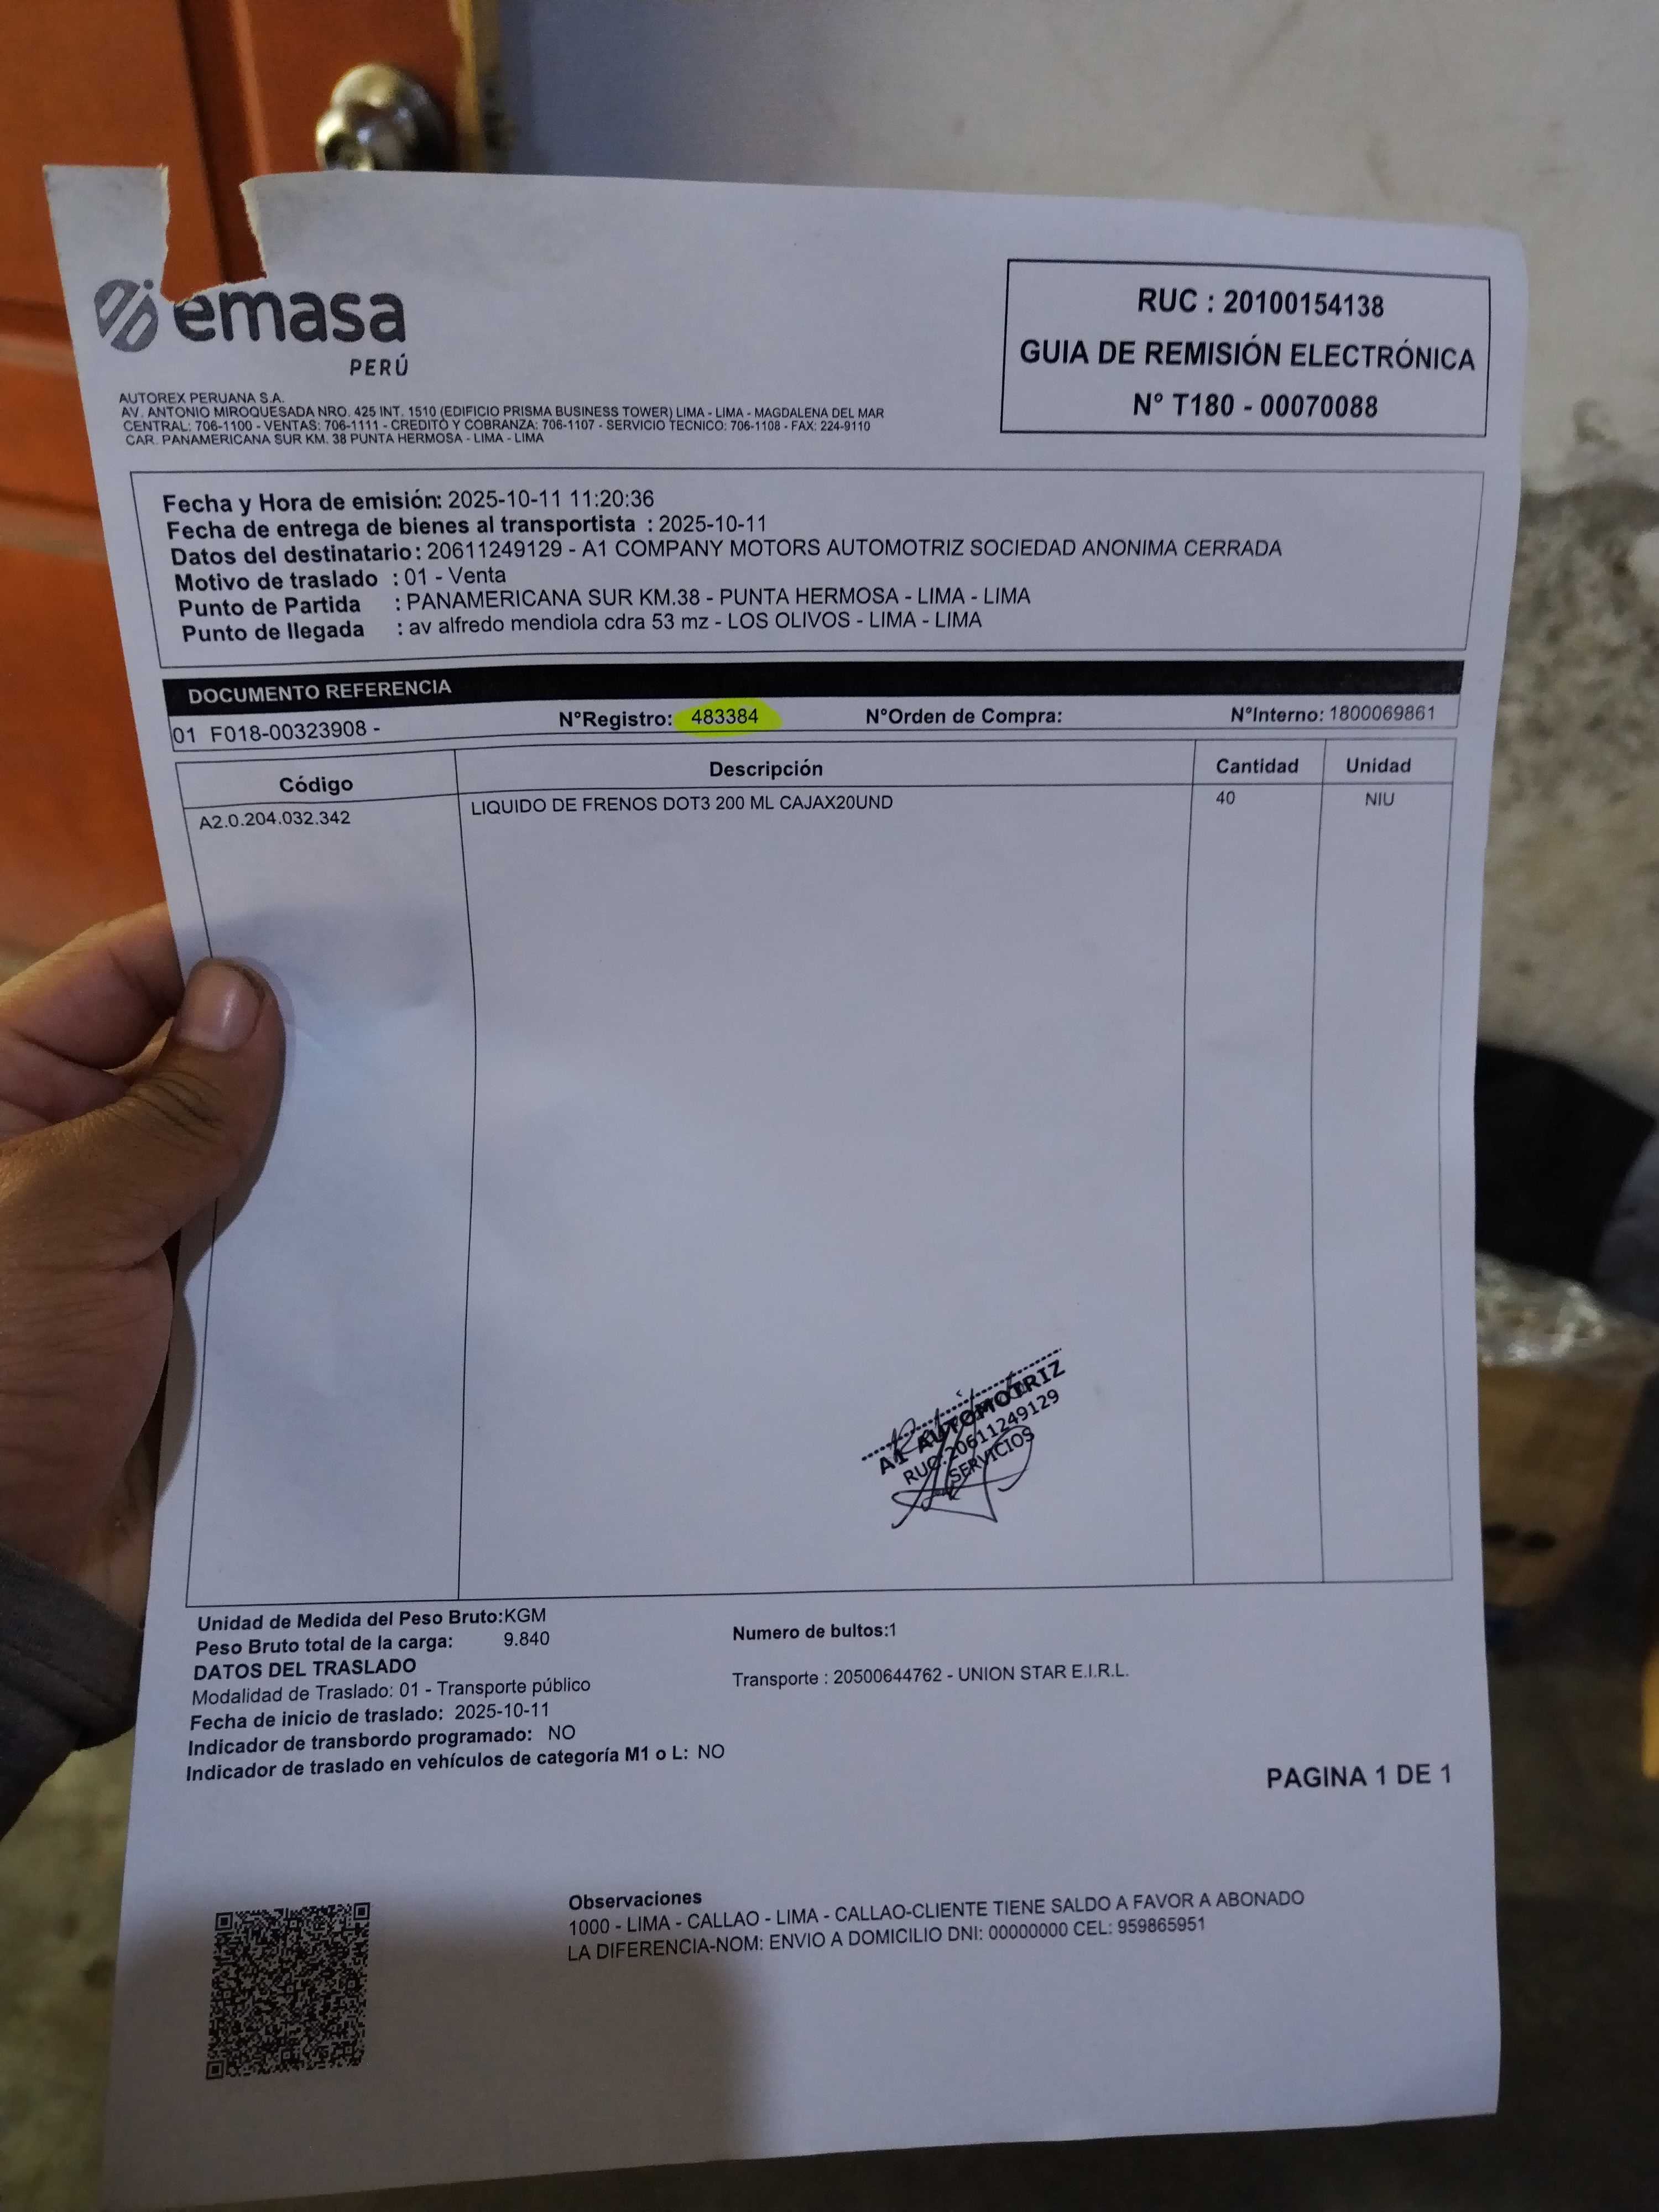 emasa
PERÚ
AUTOREX PERUANA S.A.
AV. ANTONIO MIROQUESADA NRO. 425 INT. 1510 (EDIFICIO PRISMA BUSINESS TOWER) LIMA - LIMA - MAGDALENA DEL MAR
CENTRAL: 706-1100 - VENTAS: 706-1111 - CREDITO Y COBRANZA: 706-1107 - SERVICIO TECNICO: 706-1108 - FAX: 224-9110
CAR. PANAMERICANA SUR KM. 38 PUNTA HERMOSA - LIMA - LIMA
RUC : 20100154138
GUIA DE REMISIÓN ELECTRÓNICA
N° T180 - 00070088
Fecha y Hora de emisión: 2025-10-11 11:20:36
Fecha de entrega de bienes al transportista : 2025-10-11
Datos del destinatario : 20611249129 - A1 COMPANY MOTORS AUTOMOTRIZ SOCIEDAD ANONIMA CERRADA
Motivo de traslado : 01 - Venta
Punto de Partida : PANAMERICANA SUR KM.38 - PUNTA HERMOSA - LIMA - LIMA
Punto de llegada : av alfredo mendiola cdra 53 mz - LOS OLIVOS - LIMA - LIMA
DOCUMENTO REFERENCIA
01 F018-00323908 - N°Registro: 483384 N°Orden de Compra: N°Interno: 1800069861
Código Descripción Cantidad Unidad
A2.0.204.032.342 LIQUIDO DE FRENOS DOT3 200 ML CAJAX20UND 40 NIU
A1 AUTOMOTRIZ
RUC: 20611249129
SERVICIOS
Unidad de Medida del Peso Bruto:KGM
Peso Bruto total de la carga: 9.840 Numero de bultos:1
DATOS DEL TRASLADO
Modalidad de Traslado: 01 - Transporte público Transporte : 20500644762 - UNION STAR E.I.R.L.
Fecha de inicio de traslado: 2025-10-11
Indicador de transbordo programado: NO
Indicador de traslado en vehículos de categoría M1 o L: NO
PAGINA 1 DE 1
Observaciones
1000 - LIMA - CALLAO - LIMA - CALLAO-CLIENTE TIENE SALDO A FAVOR A ABONADO
LA DIFERENCIA-NOM: ENVIO A DOMICILIO DNI: 00000000 CEL: 959865951